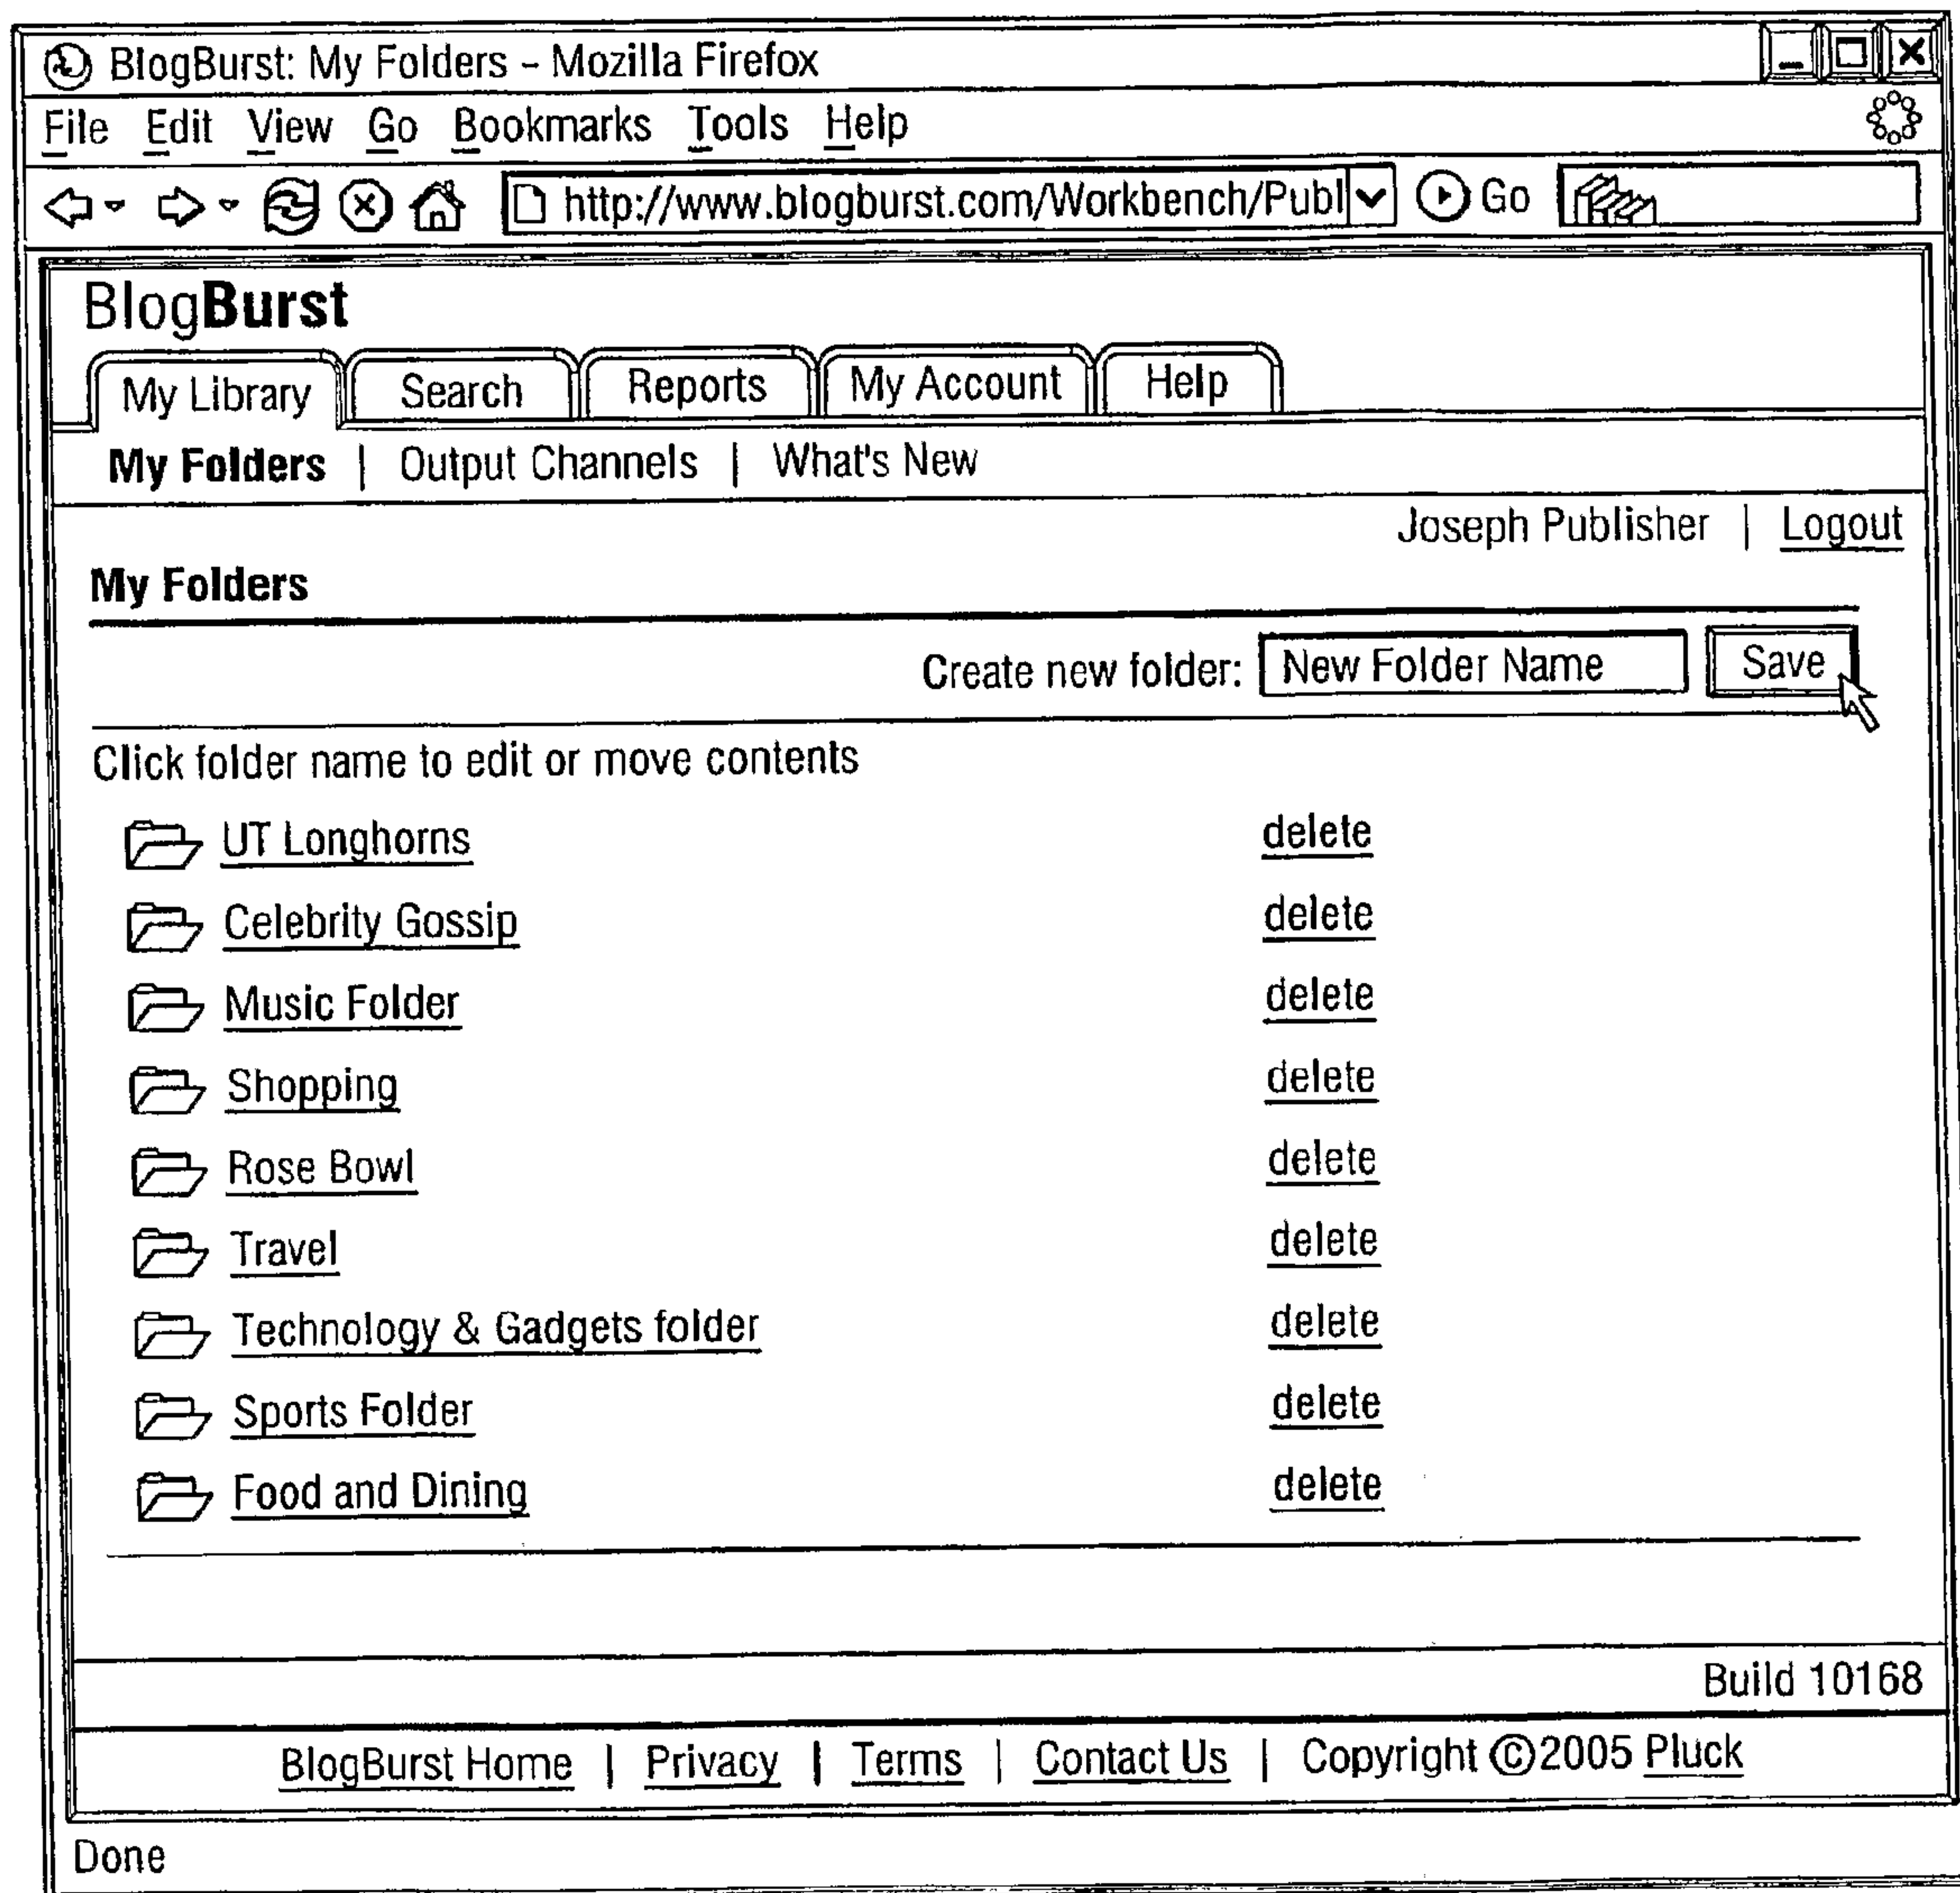 BlogBurst: My Folders - Mozilla Firefox
File Edit View Go Bookmarks Tools Help
http://www.blogburst.com/Workbench/Publ Go
BlogBurst
My Library Search Reports My Account Help
My Folders | Output Channels | What's New
Joseph Publisher | Logout
My Folders
Create new folder: New Folder Name Save
Click folder name to edit or move contents
UT Longhorns delete
Celebrity Gossip delete
Music Folder delete
Shopping delete
Rose Bowl delete
Travel delete
Technology & Gadgets folder delete
Sports Folder delete
Food and Dining delete
Build 10168
BlogBurst Home | Privacy | Terms | Contact Us | Copyright ©2005 Pluck
Done